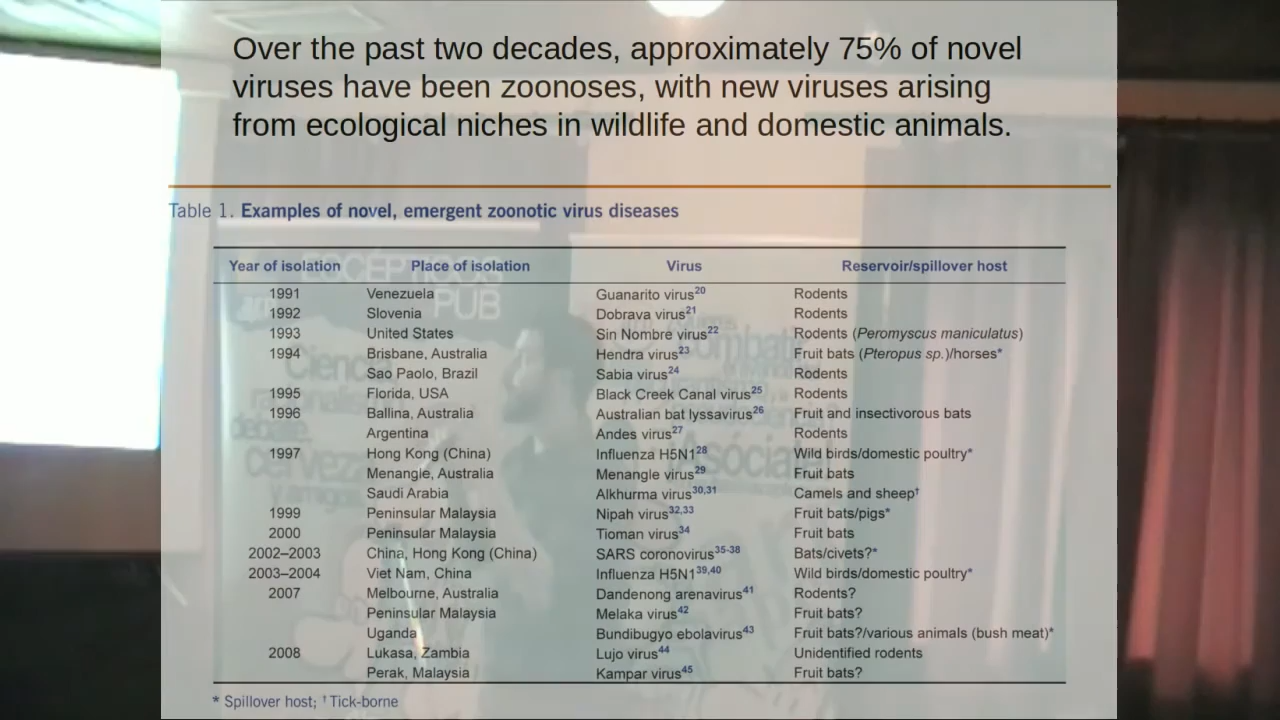 Over the past two decades, approximately 75% of novel
viruses have been zoonoses, with new viruses arising
from ecological niches in wildlife and domestic animals.
Table 1. Examples of novel, emergent zoonotic virus diseases
Year of isolation Place of isolation Virus Reservoir/spillover host
1991 Venezuela Guanarito virus20 Rodents
1992 Slovenia Dobrava virus21 Rodents
1993 United States Sin Nombre virus22 Rodents (Peromyscus maniculatus)
1994 Brisbane, Australia Hendra virus23 Fruit bats (Pteropus sp.)/horses*
Sao Paolo, Brazil Sabia virus24 Rodents
1995 Florida, USA Black Creek Canal virus25 Rodents
1996 Ballina, Australia Australian bat lyssavirus26 Fruit and insectivorous bats
Argentina Andes virus27 Rodents
1997 Hong Kong (China) Influenza H5N128 Wild birds/domestic poultry*
Menangle, Australia Menangle virus29 Fruit bats
Saudi Arabia Alkhurma virus30,31 Camels and sheep†
1999 Peninsular Malaysia Nipah virus32,33 Fruit bats/pigs*
2000 Peninsular Malaysia Tioman virus34 Fruit bats
2002–2003 China, Hong Kong (China) SARS coronovirus35-38 Bats/civets?*
2003–2004 Viet Nam, China Influenza H5N139,40 Wild birds/domestic poultry*
2007 Melbourne, Australia Dandenong arenavirus41 Rodents?
Peninsular Malaysia Melaka virus42 Fruit bats?
Uganda Bundibugyo ebolavirus43 Fruit bats?/various animals (bush meat)*
2008 Lukasa, Zambia Lujo virus44 Unidentified rodents
Perak, Malaysia Kampar virus45 Fruit bats?
* Spillover host; † Tick-borne
ESCÉPTICOS
PUB
Ciencia
debate
Cerveza
y amigos
Asócia